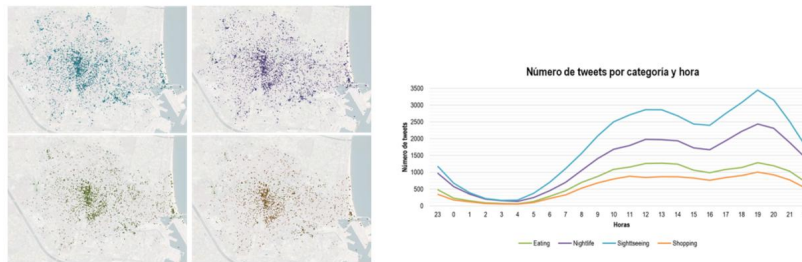 Número de tweets por categoría y hora
3500
3000
2500
2000
1500
1000
500
0
Número de tweets
23 0 1 2 3 4 5 6 7 8 9 10 11 12 13 14 15 16 17 18 19 20 21
Horas
Eating Nightlife Sightseeing Shopping